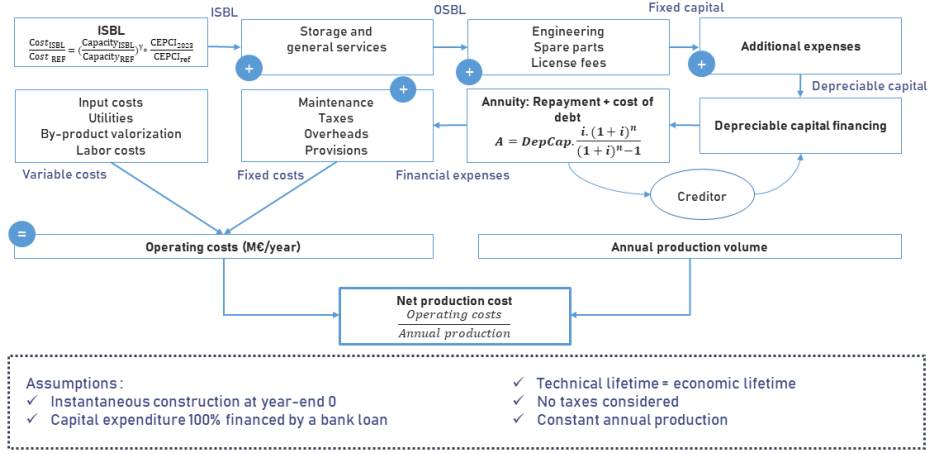 ISBL
OSBL
Fixed capital
ISBL
Cost_ISBL / Cost_REF = (Capacity_ISBL / Capacity_REF)^γ * CEPCI_2023 / CEPCI_ref
Storage and
general services
Engineering
Spare parts
License fees
Additional expenses
+
+
+
+
Depreciable capital
Input costs
Utilities
By-product valorization
Labor costs
Maintenance
Taxes
Overheads
Provisions
Annuity: Repayment + cost of
debt
A = DepCap. i.(1+i)^n / (1+i)^n−1
Depreciable capital financing
Variable costs
Fixed costs
Financial expenses
Creditor
=
Operating costs (M€/year)
Annual production volume
Net production cost
Operating costs
Annual production
Assumptions :
✓ Instantaneous construction at year-end 0
✓ Capital expenditure 100% financed by a bank loan
✓ Technical lifetime = economic lifetime
✓ No taxes considered
✓ Constant annual production